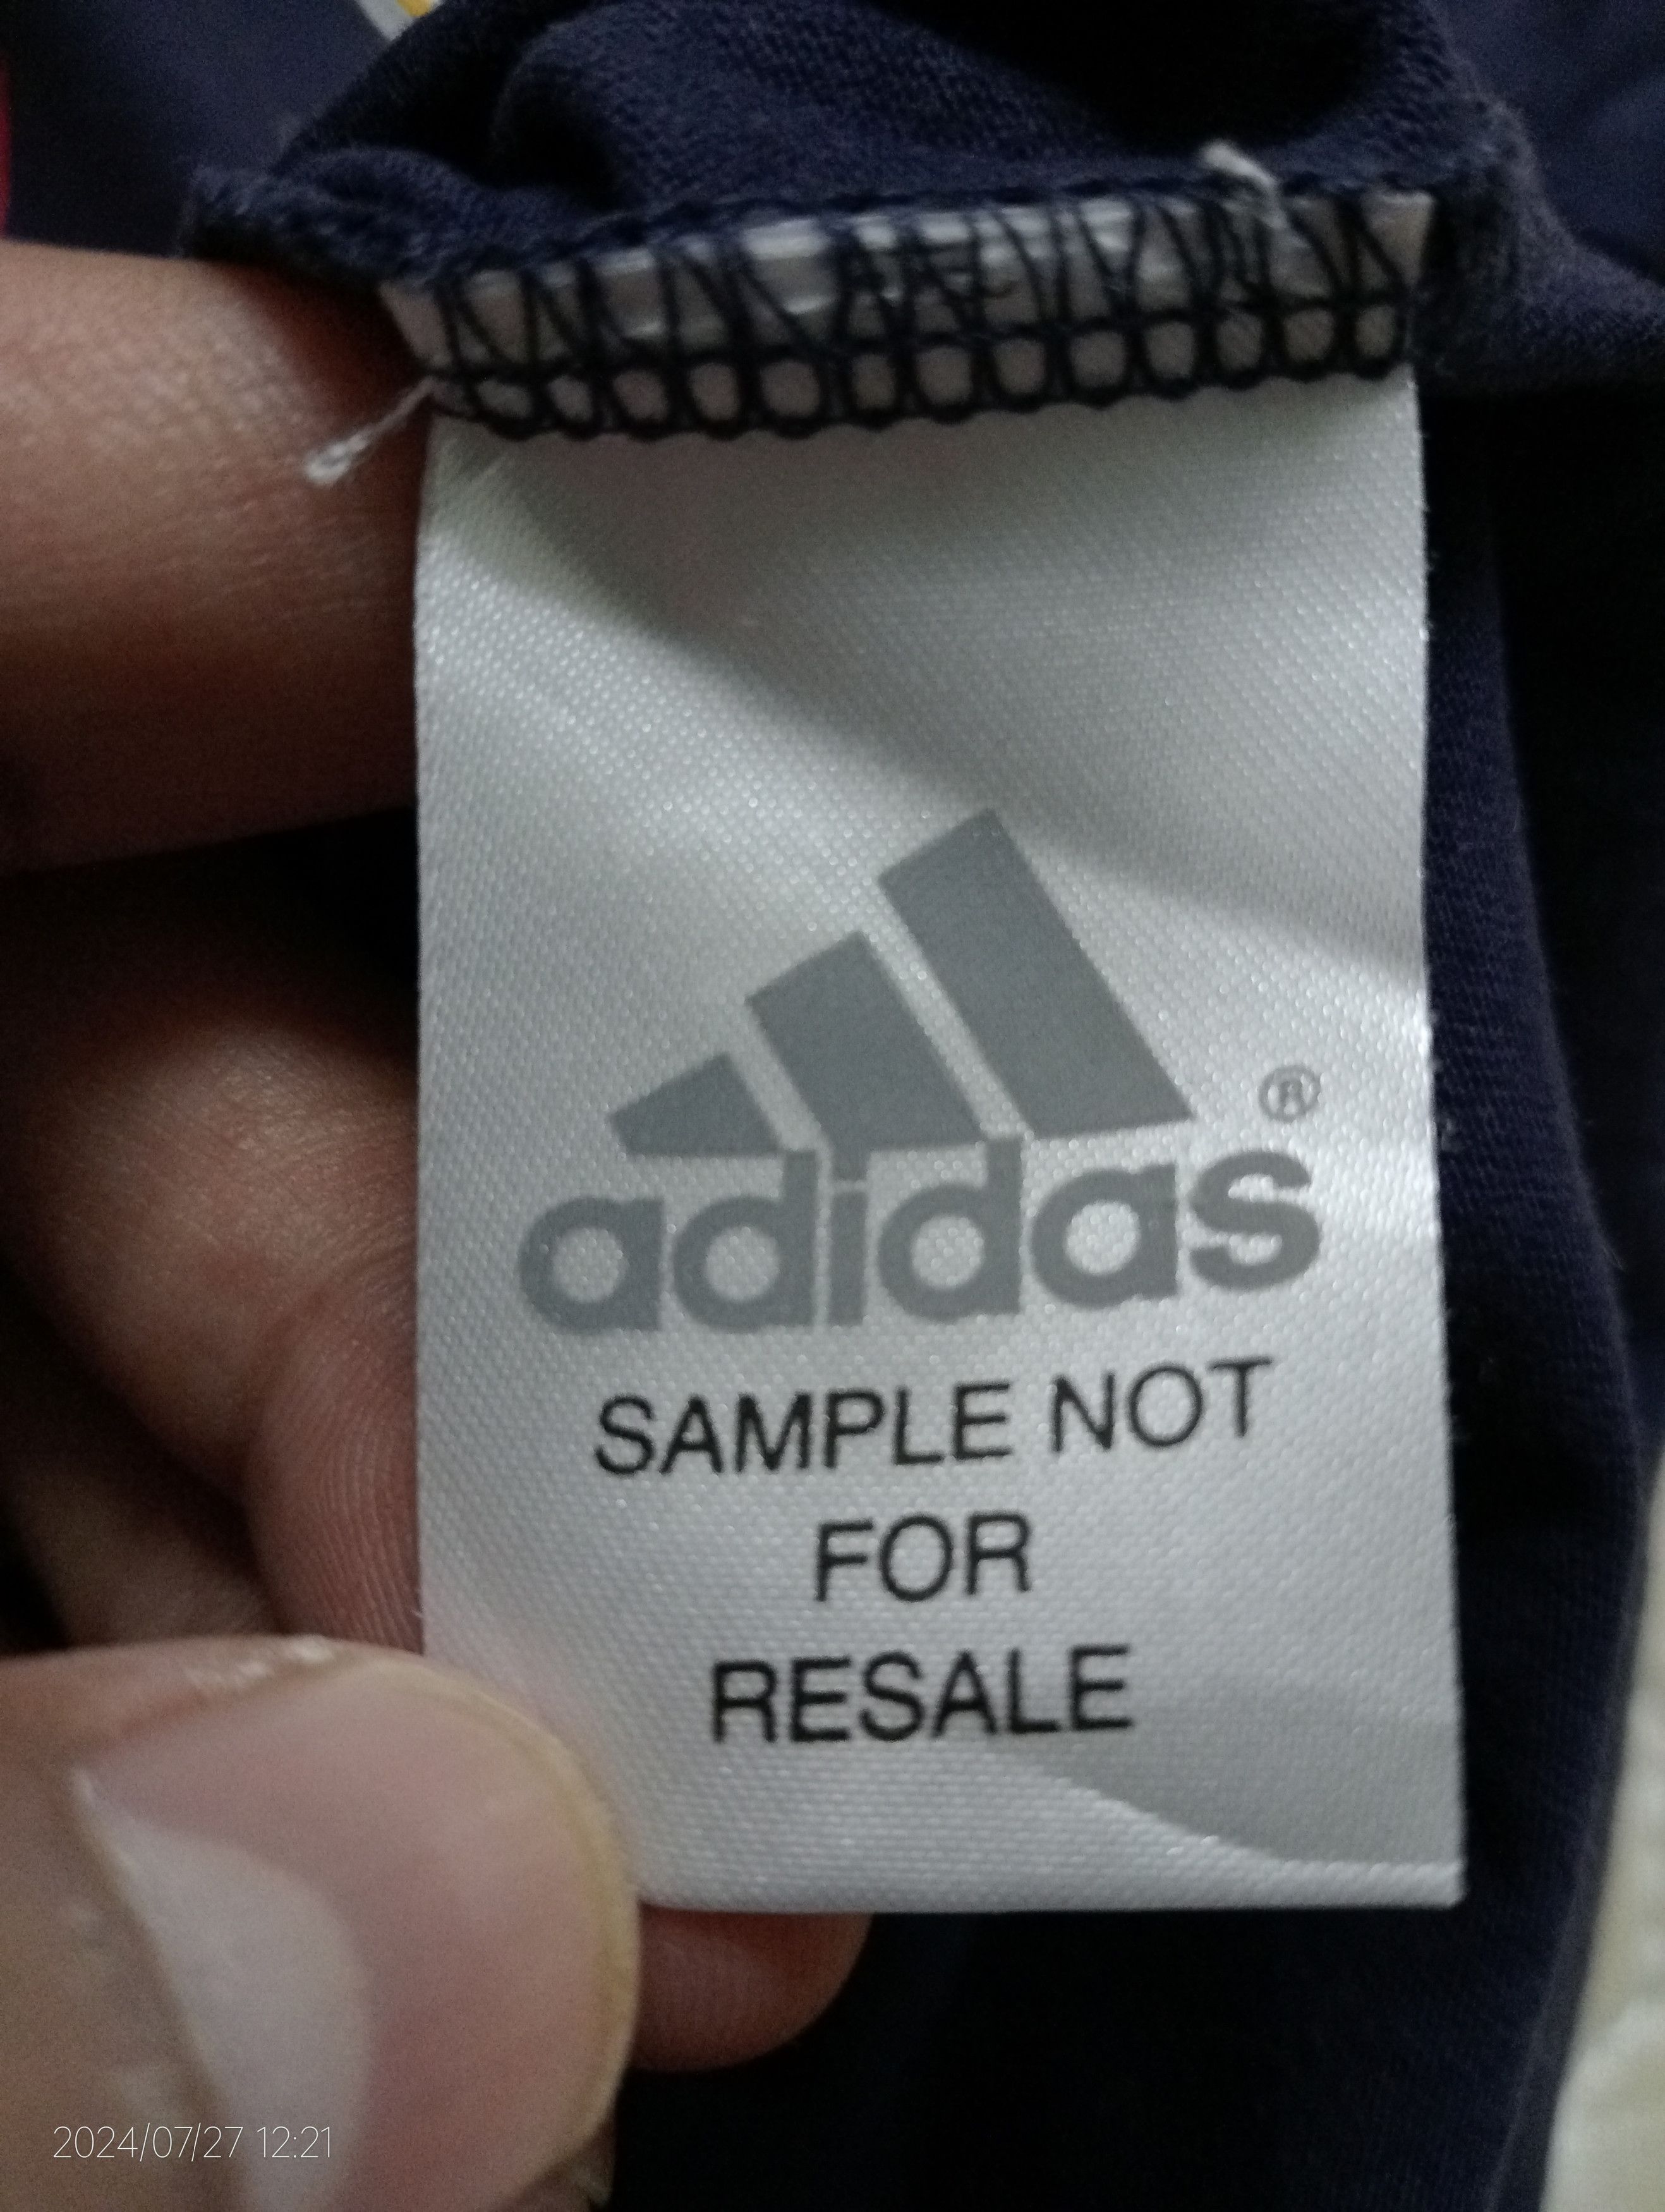 adidas®
SAMPLE NOT
FOR
RESALE
2024/07/27 12:21